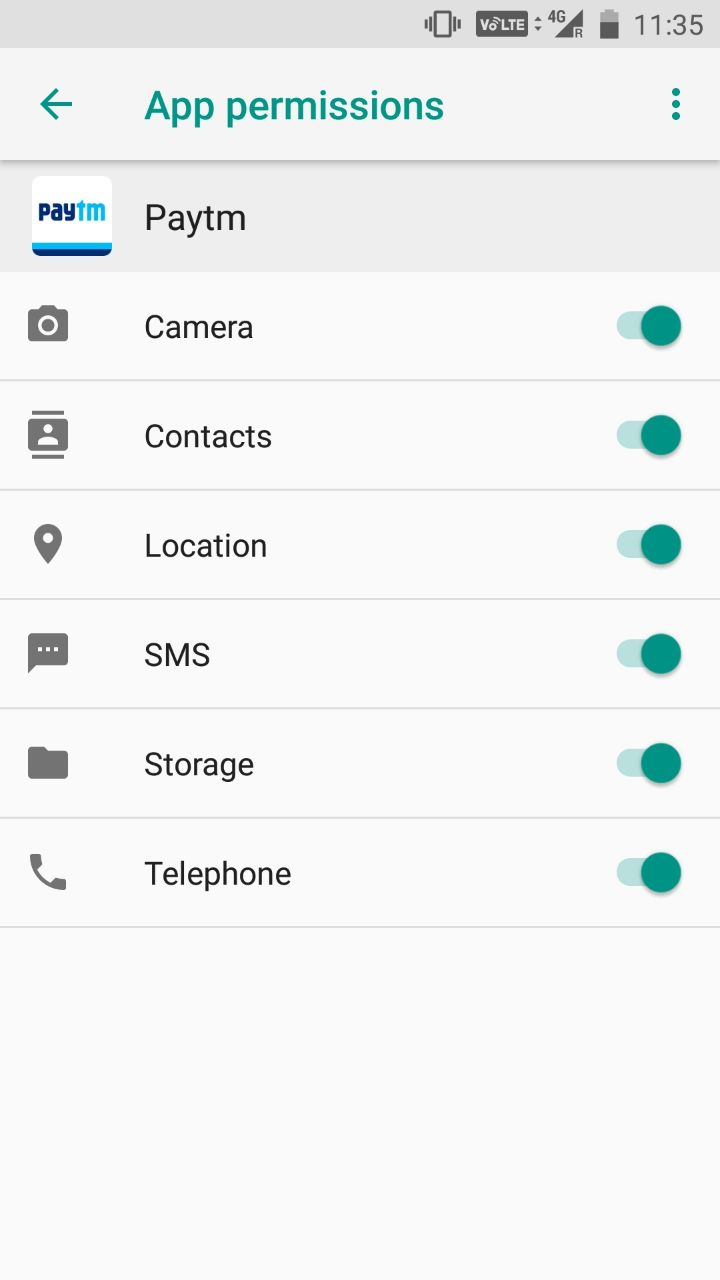 VoLTE 4G R 11:35
App permissions
paytm
Paytm
Camera
Contacts
Location
SMS
Storage
Telephone